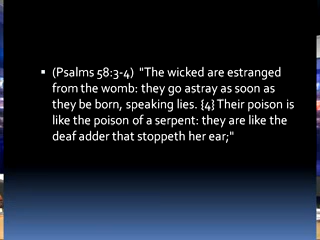 (Psalms 58:3-4) "The wicked are estranged
from the womb: they go astray as soon as
they be born, speaking lies. {4} Their poison is
like the poison of a serpent: they are like the
deaf adder that stoppeth her ear;"